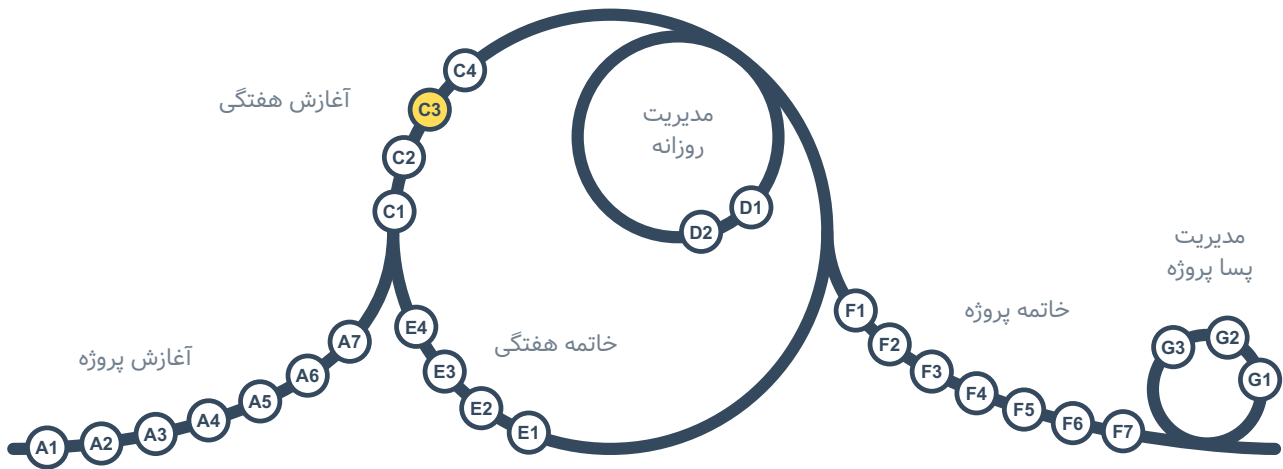 آغازش پروژه
A1
A2
A3
A4
A5
A6
A7
آغازش هفتگی
C1
C2
C3
C4
مدیریت
روزانه
D1
D2
خاتمه هفتگی
E1
E2
E3
E4
خاتمه پروژه
F1
F2
F3
F4
F5
F6
F7
مدیریت
پسا پروژه
G1
G2
G3